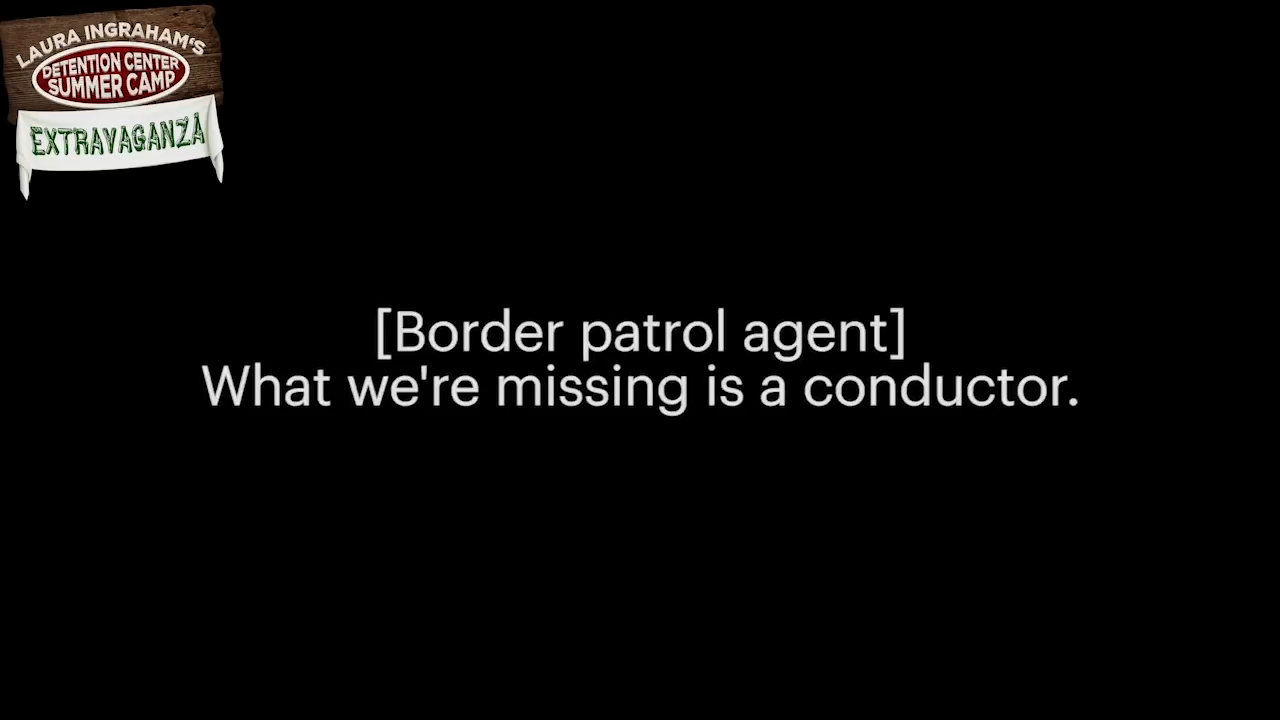 LAURA INGRAHAM'S
DETENTION CENTER
SUMMER CAMP
EXTRAVAGANZA
[Border patrol agent]
What we're missing is a conductor.